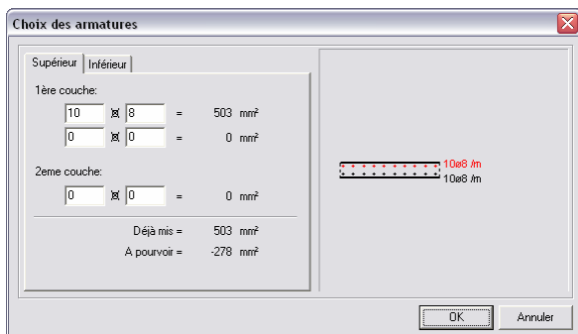 Choix des armatures
Supérieur Inférieur
1ère couche:
10 ¤ 8 = 503 mm²
0 ¤ 0 = 0 mm²
2eme couche:
0 ¤ 0 = 0 mm²
Déjà mis = 503 mm²
A pourvoir = -278 mm²
10ø8 /m
10ø8 /m
OK Annuler